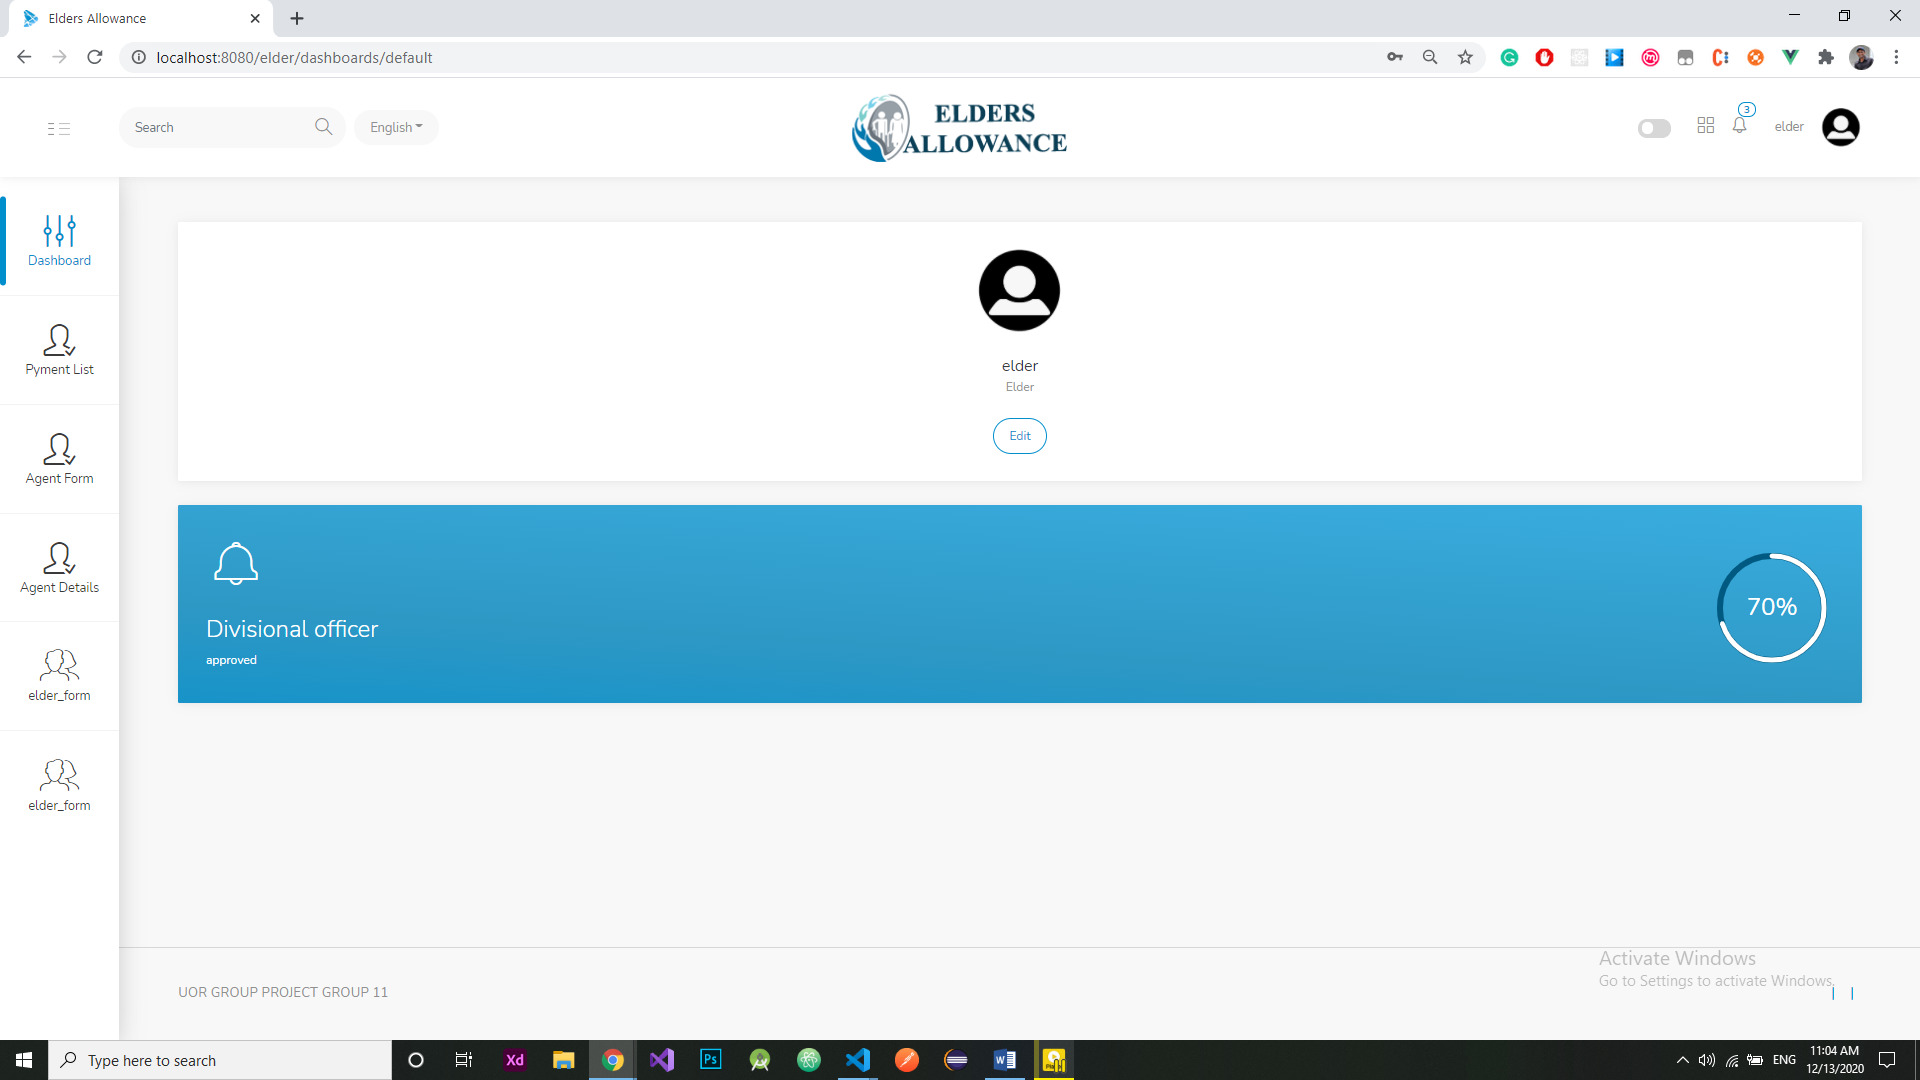 Elders Allowance
localhost:8080/elder/dashboards/default
Search
English
ELDERS
ALLOWANCE
3
elder
Dashboard
Pyment List
Agent Form
Agent Details
elder_form
elder_form
elder
Elder
Edit
Divisional officer
approved
70%
UOR GROUP PROJECT GROUP 11
Activate Windows
Go to Settings to activate Windows.
Type here to search
Xd
Ps
W
ENG
11:04 AM
12/13/2020